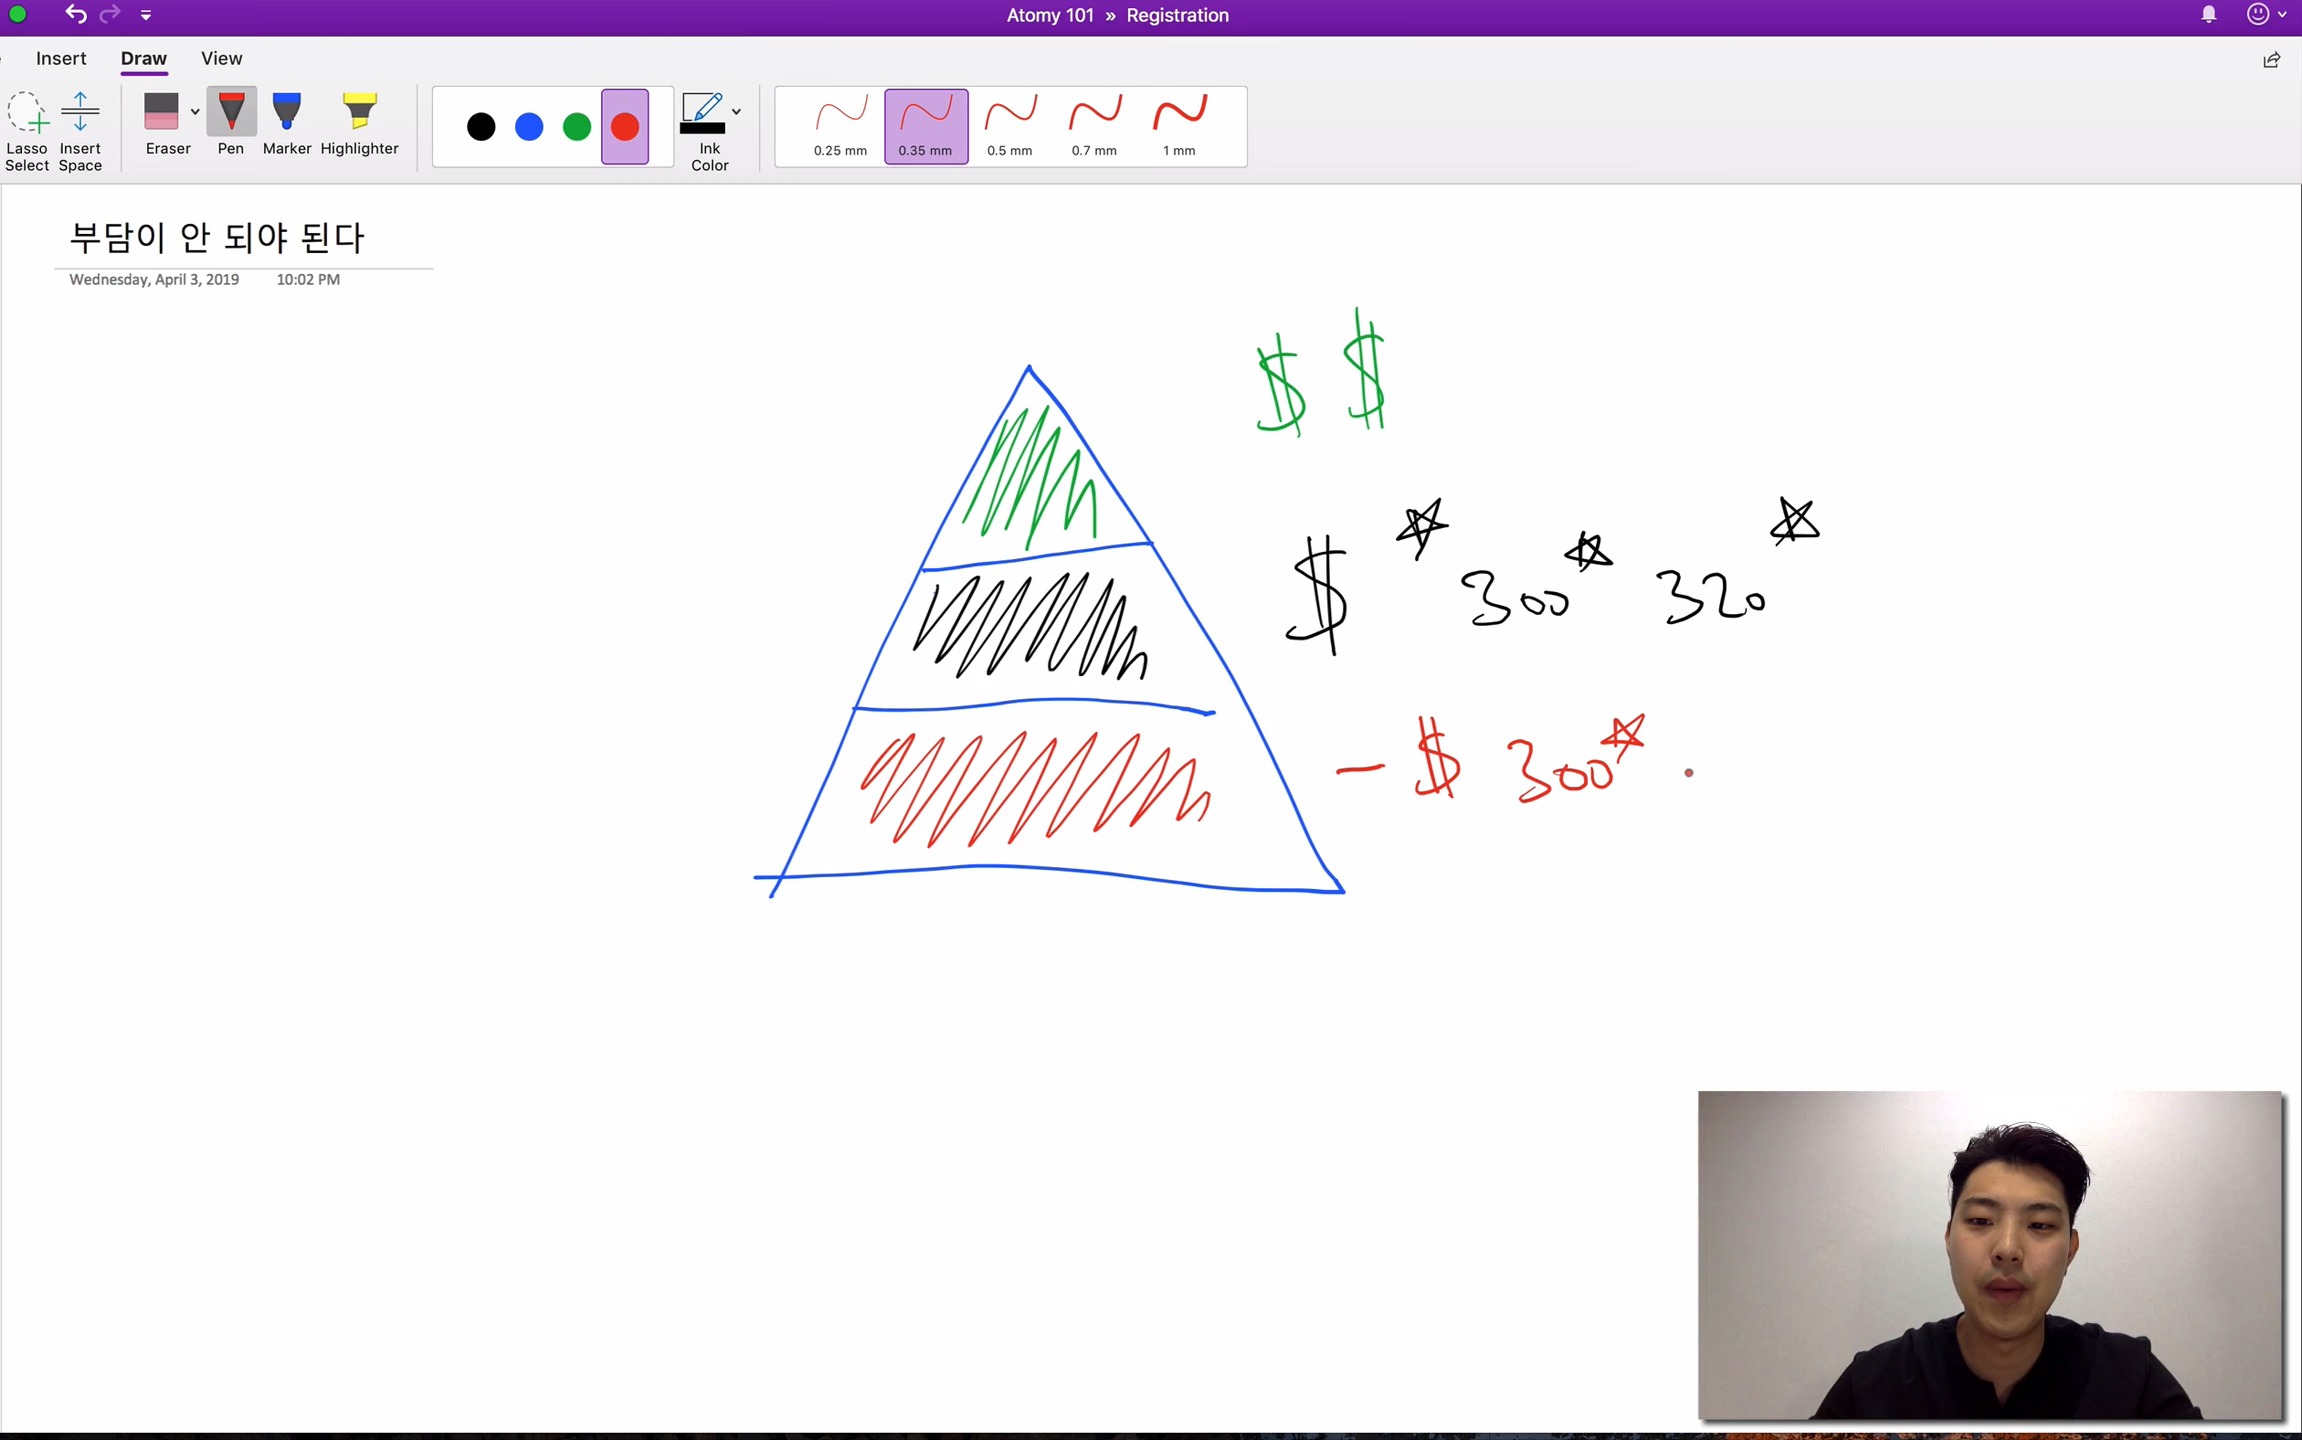 Atomy 101 » Registration
Insert Draw View
Lasso Select
Insert Space
Eraser
Pen
Marker
Highlighter
Ink Color
0.25 mm
0.35 mm
0.5 mm
0.7 mm
1 mm
부담이 안 되야 된다
Wednesday, April 3, 2019 10:02 PM
$ $
$ 300 320
- $ 300